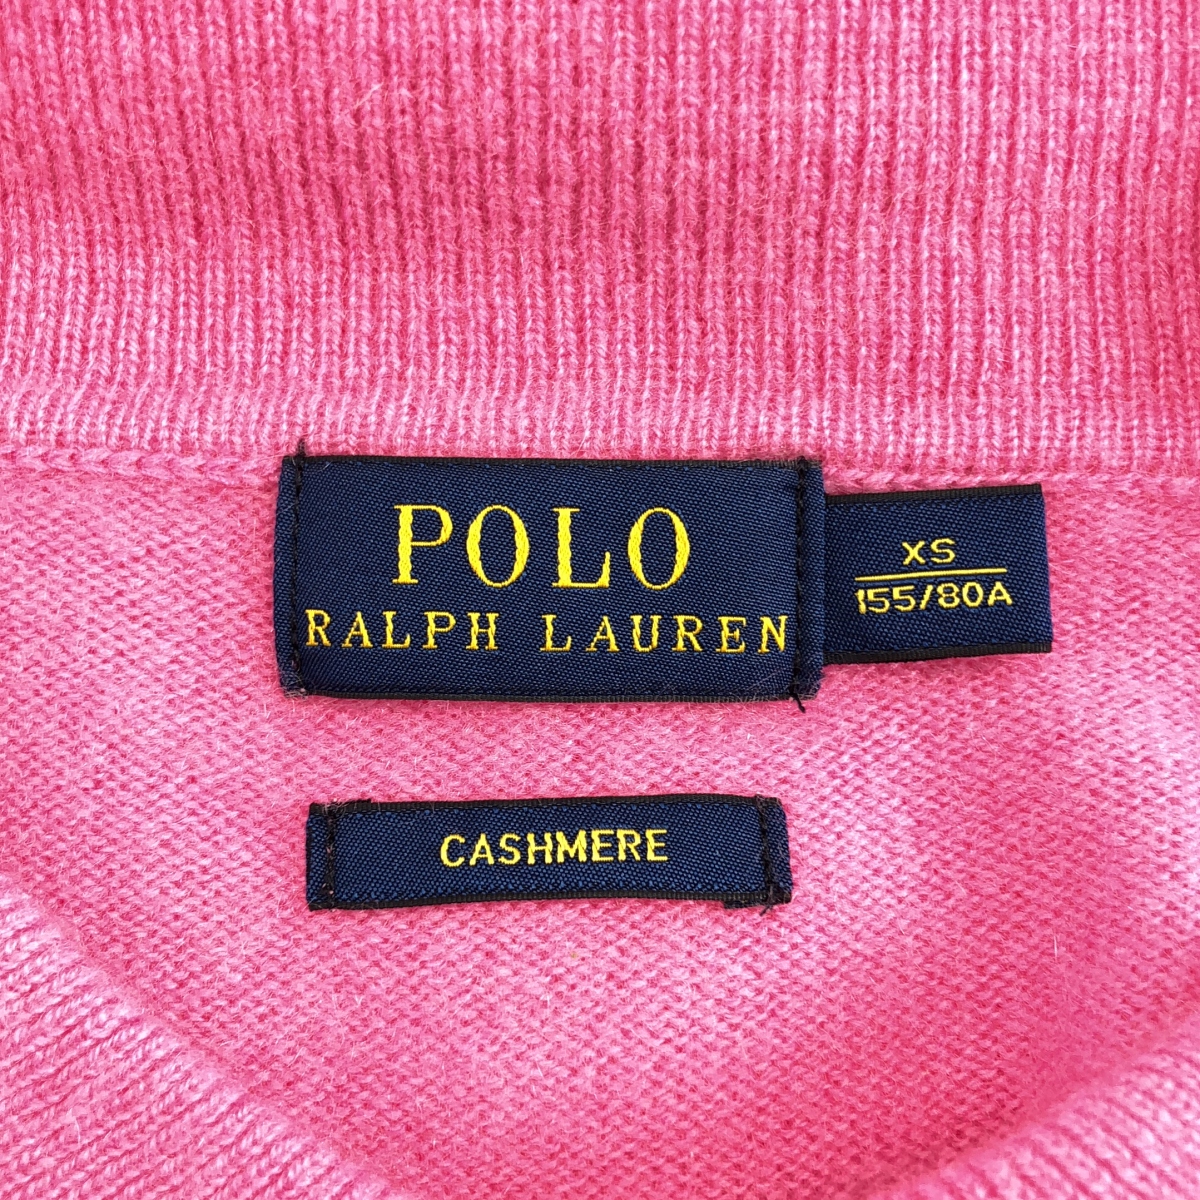 POLO
RALPH LAUREN
XS
155/80A
CASHMERE